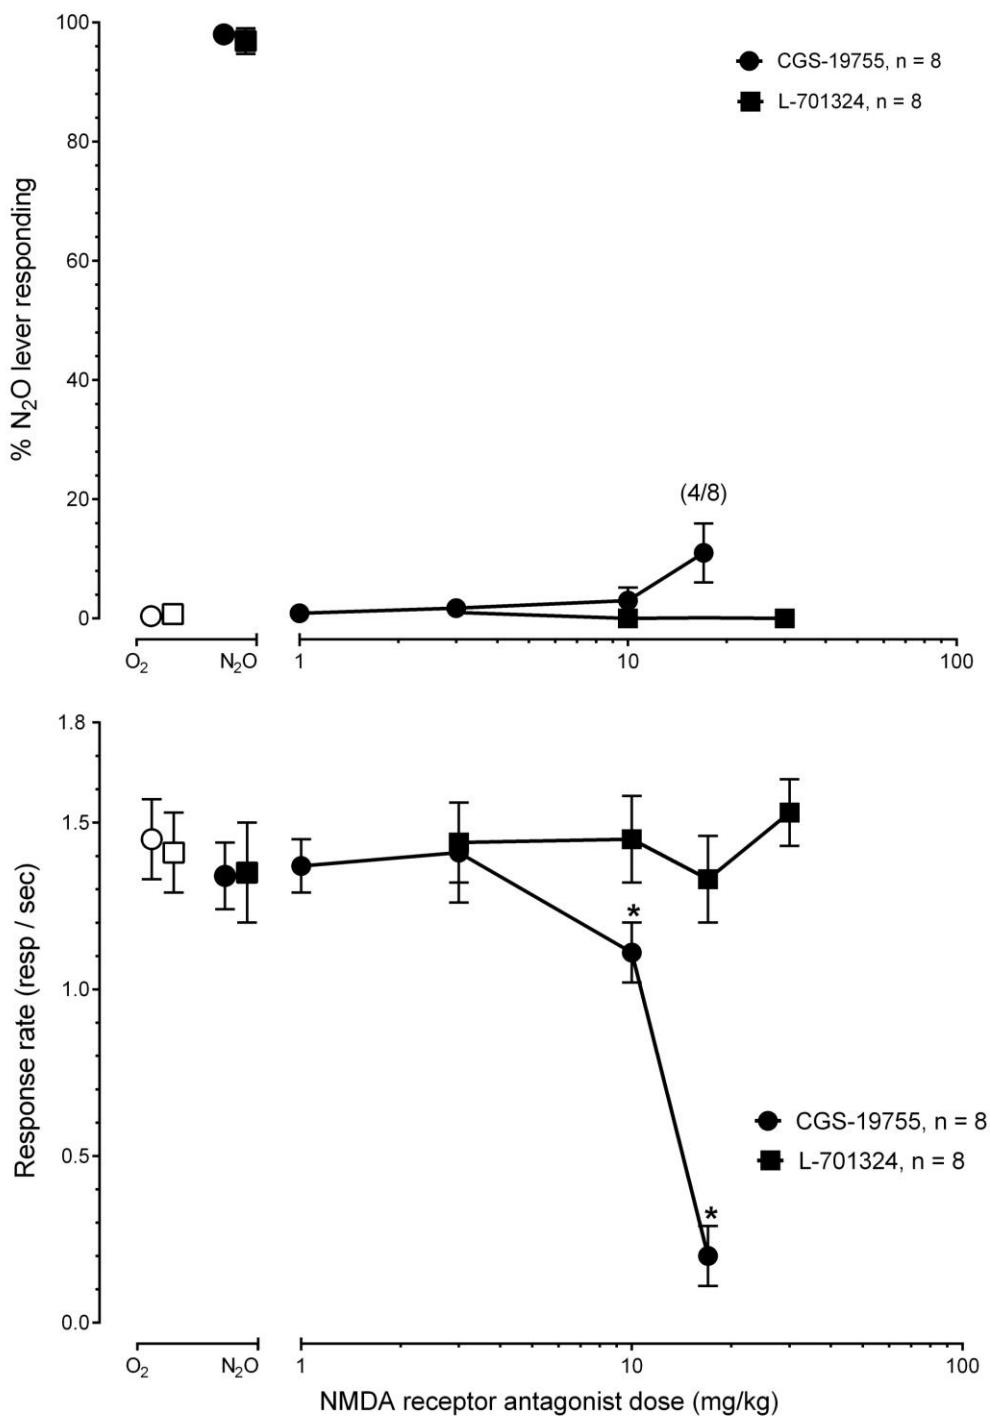 100
80
60
40
20
0
% N₂O lever responding
CGS-19755, n = 8
L-701324, n = 8
(4/8)
O₂ N₂O 1 10 100
1.8
1.5
1.0
0.5
0.0
Response rate (resp / sec)
*
*
CGS-19755, n = 8
L-701324, n = 8
O₂ N₂O 1 10 100
NMDA receptor antagonist dose (mg/kg)